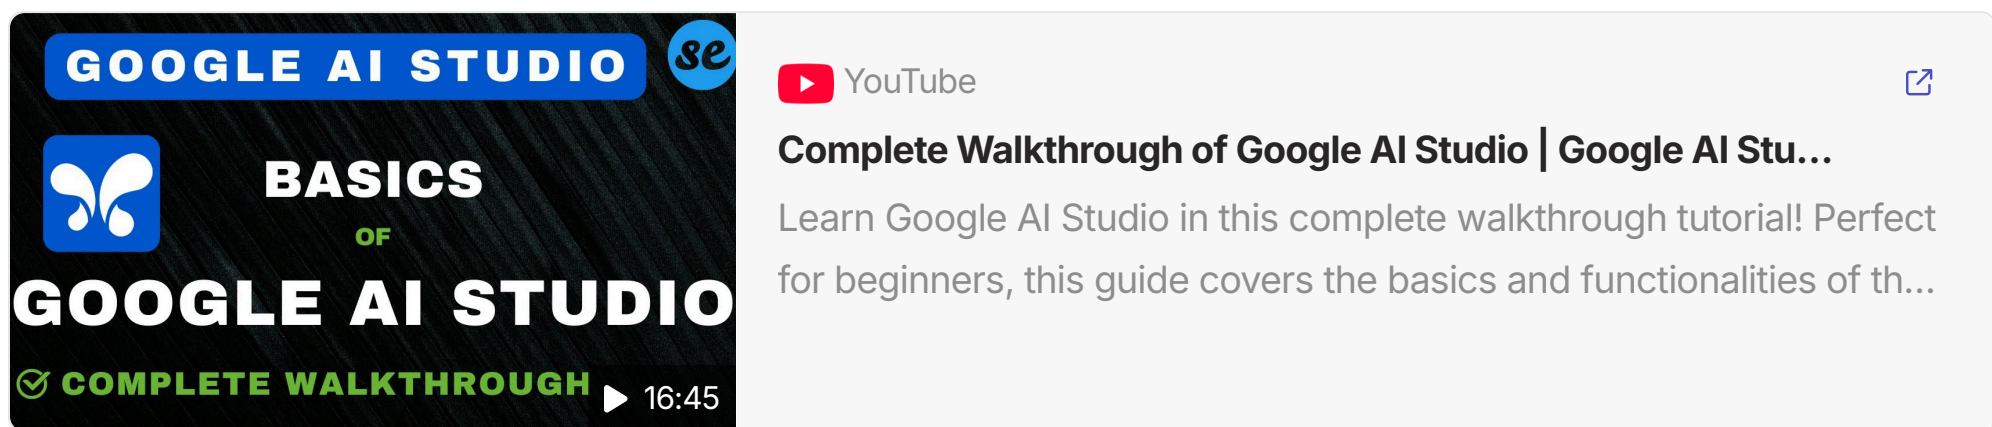 GOOGLE AI STUDIO
se
BASICS
OF
GOOGLE AI STUDIO
COMPLETE WALKTHROUGH
16:45
YouTube
Complete Walkthrough of Google AI Studio | Google AI Stu...
Learn Google AI Studio in this complete walkthrough tutorial! Perfect
for beginners, this guide covers the basics and functionalities of th...